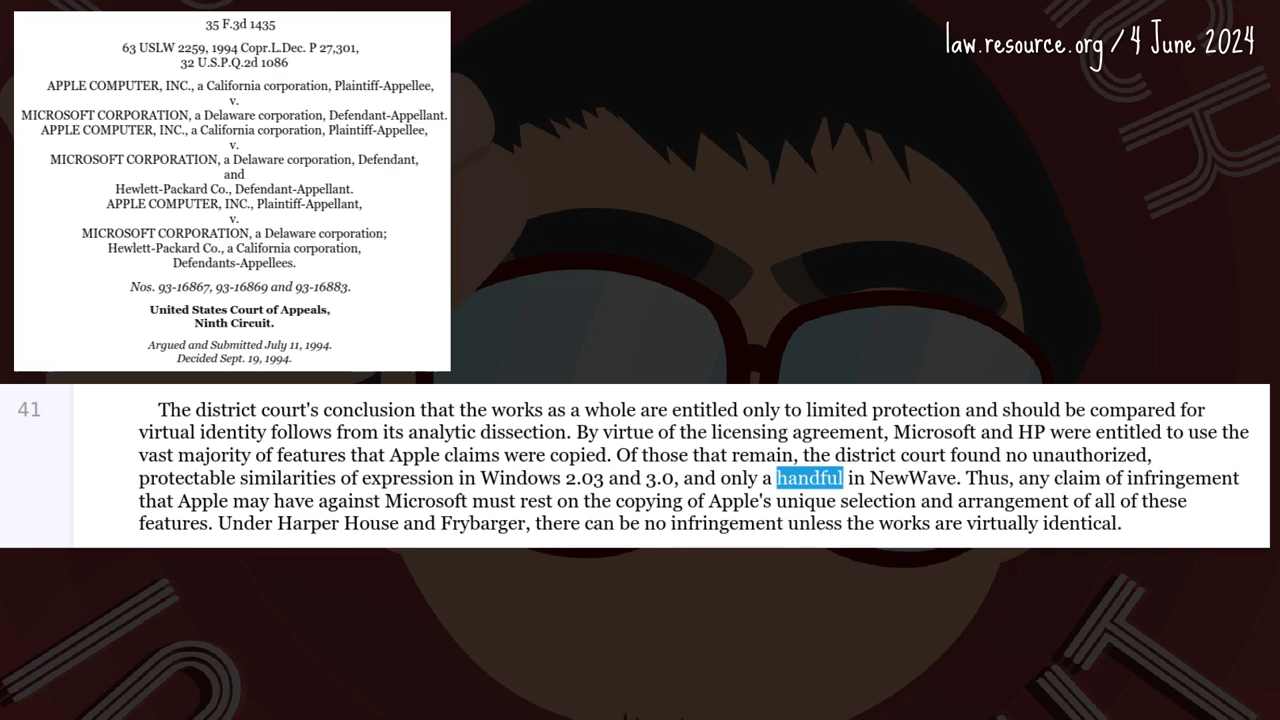 law.resource.org / 4 June 2024
35 F.3d 1435
63 USLW 2259, 1994 Copr.L.Dec. P 27,301,
32 U.S.P.Q.2d 1086
APPLE COMPUTER, INC., a California corporation, Plaintiff-Appellee,
v.
MICROSOFT CORPORATION, a Delaware corporation, Defendant-Appellant.
APPLE COMPUTER, INC., a California corporation, Plaintiff-Appellee,
v.
MICROSOFT CORPORATION, a Delaware corporation, Defendant,
and
Hewlett-Packard Co., Defendant-Appellant.
APPLE COMPUTER, INC., Plaintiff-Appellant,
v.
MICROSOFT CORPORATION, a Delaware corporation;
Hewlett-Packard Co., a California corporation,
Defendants-Appellees.
Nos. 93-16867, 93-16869 and 93-16883.
United States Court of Appeals,
Ninth Circuit.
Argued and Submitted July 11, 1994.
Decided Sept. 19, 1994.
41
The district court's conclusion that the works as a whole are entitled only to limited protection and should be compared for
virtual identity follows from its analytic dissection. By virtue of the licensing agreement, Microsoft and HP were entitled to use the
vast majority of features that Apple claims were copied. Of those that remain, the district court found no unauthorized,
protectable similarities of expression in Windows 2.03 and 3.0, and only a handful in NewWave. Thus, any claim of infringement
that Apple may have against Microsoft must rest on the copying of Apple's unique selection and arrangement of all of these
features. Under Harper House and Frybarger, there can be no infringement unless the works are virtually identical.